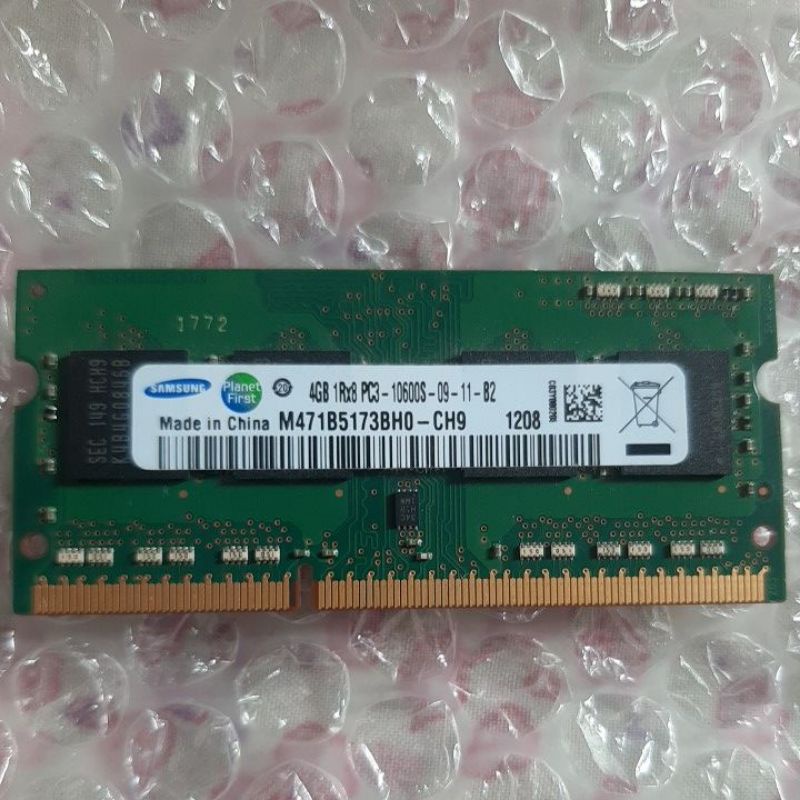 1772
SEC 149 HCH9
K4B4G0846B
SAMSUNG
Planet
First
4GB 1Rx8 PC3-10600S-09-11-B2
Made in China M471B5173BH0-CH9 1208